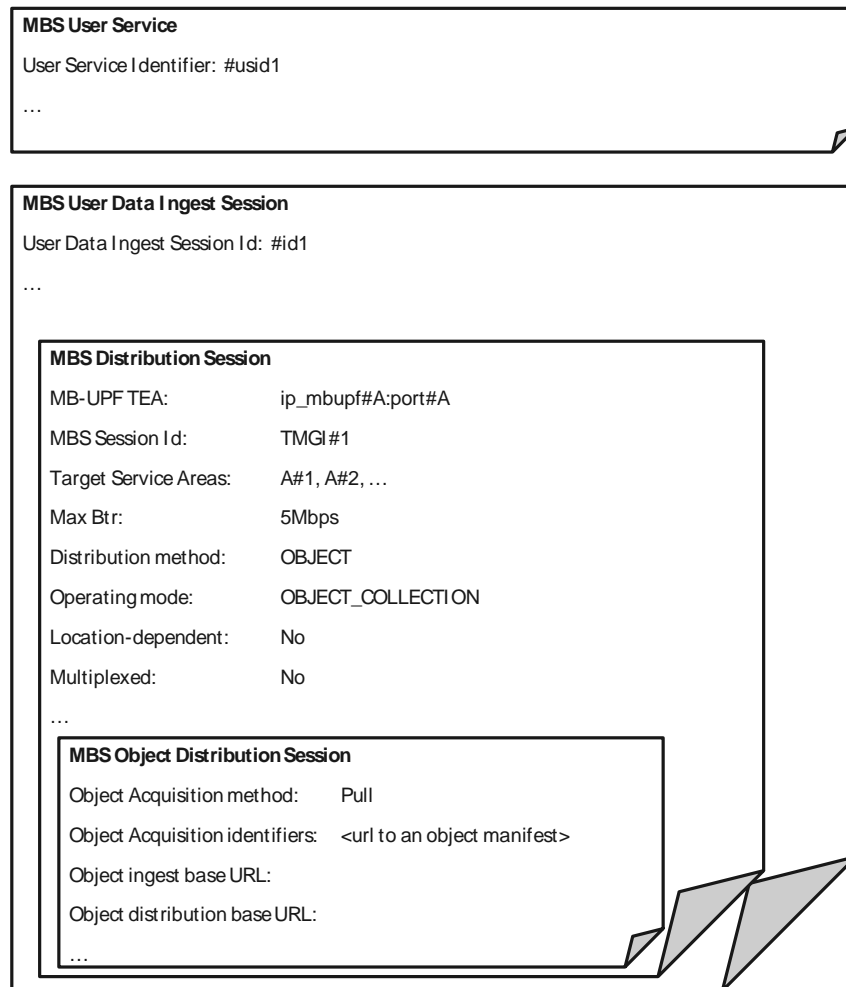 MBS User Service
User Service Identifier: #usid1
…
MBS User Data Ingest Session
User Data Ingest Session Id: #id1
…
MBS Distribution Session
MB-UPF TEA: ip_mbupf#A:port#A
MBS Session Id: TMGI#1
Target Service Areas: A#1, A#2, …
Max Btr: 5Mbps
Distribution method: OBJECT
Operating mode: OBJECT_COLLECTION
Location-dependent: No
Multiplexed: No
…
MBS Object Distribution Session
Object Acquisition method: Pull
Object Acquisition identifiers: <url to an object manifest>
Object ingest base URL:
Object distribution base URL:
…